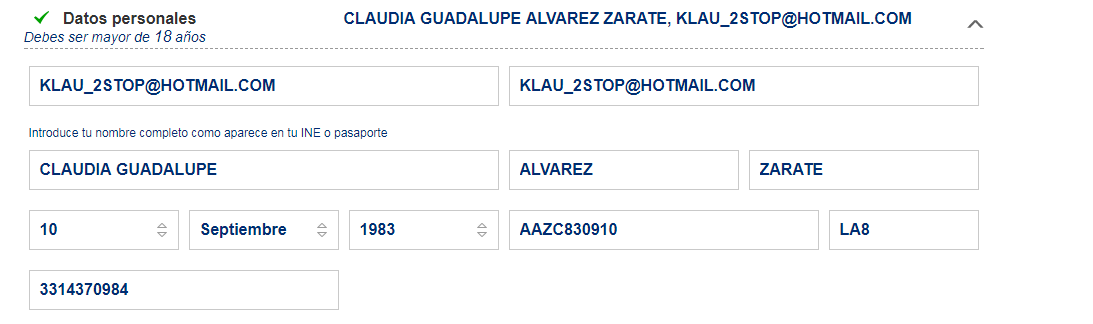 Datos personales CLAUDIA GUADALUPE ALVAREZ ZARATE, KLAU_2STOP@HOTMAIL.COM
Debes ser mayor de 18 años
KLAU_2STOP@HOTMAIL.COM KLAU_2STOP@HOTMAIL.COM
Introduce tu nombre completo como aparece en tu INE o pasaporte
CLAUDIA GUADALUPE ALVAREZ ZARATE
10 Septiembre 1983 AAZC830910 LA8
3314370984